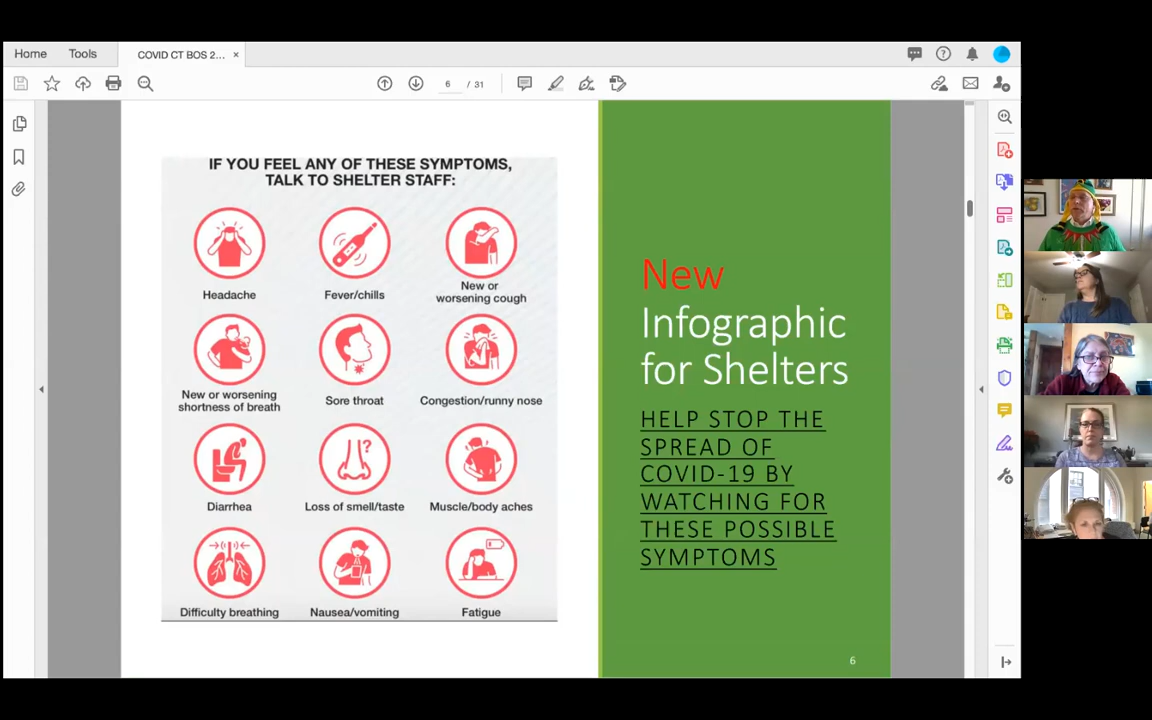 Home
Tools
COVID CT BOS 2... ×
6 / 31
IF YOU FEEL ANY OF THESE SYMPTOMS,
TALK TO SHELTER STAFF:
Headache
Fever/chills
New or
worsening cough
New or worsening
shortness of breath
Sore throat
Congestion/runny nose
Diarrhea
Loss of smell/taste
Muscle/body aches
Difficulty breathing
Nausea/vomiting
Fatigue
New
Infographic
for Shelters
HELP STOP THE
SPREAD OF
COVID-19 BY
WATCHING FOR
THESE POSSIBLE
SYMPTOMS
6